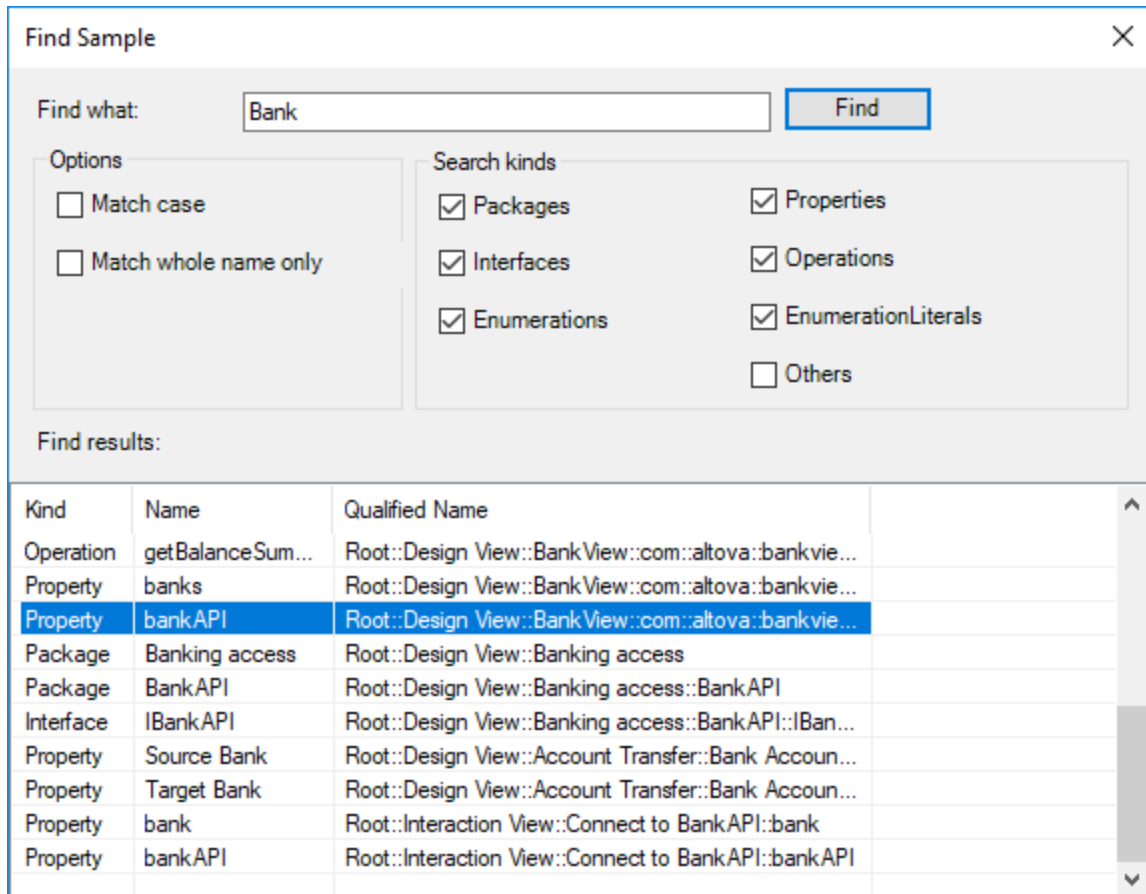 Find Sample
Find what: Bank Find
Options
Match case
Match whole name only
Search kinds
Packages Properties
Interfaces Operations
Enumerations EnumerationLiterals
Others
Find results:
Kind Name Qualified Name
Operation getBalanceSum... Root::Design View::BankView::com::altova::bankvie...
Property banks Root::Design View::BankView::com::altova::bankvie...
Property bankAPI Root::Design View::BankView::com::altova::bankvie...
Package Banking access Root::Design View::Banking access
Package BankAPI Root::Design View::Banking access::BankAPI
Interface IBankAPI Root::Design View::Banking access::BankAPI::IBan...
Property Source Bank Root::Design View::Account Transfer::Bank Accoun...
Property Target Bank Root::Design View::Account Transfer::Bank Accoun...
Property bank Root::Interaction View::Connect to BankAPI::bank
Property bankAPI Root::Interaction View::Connect to BankAPI::bankAPI